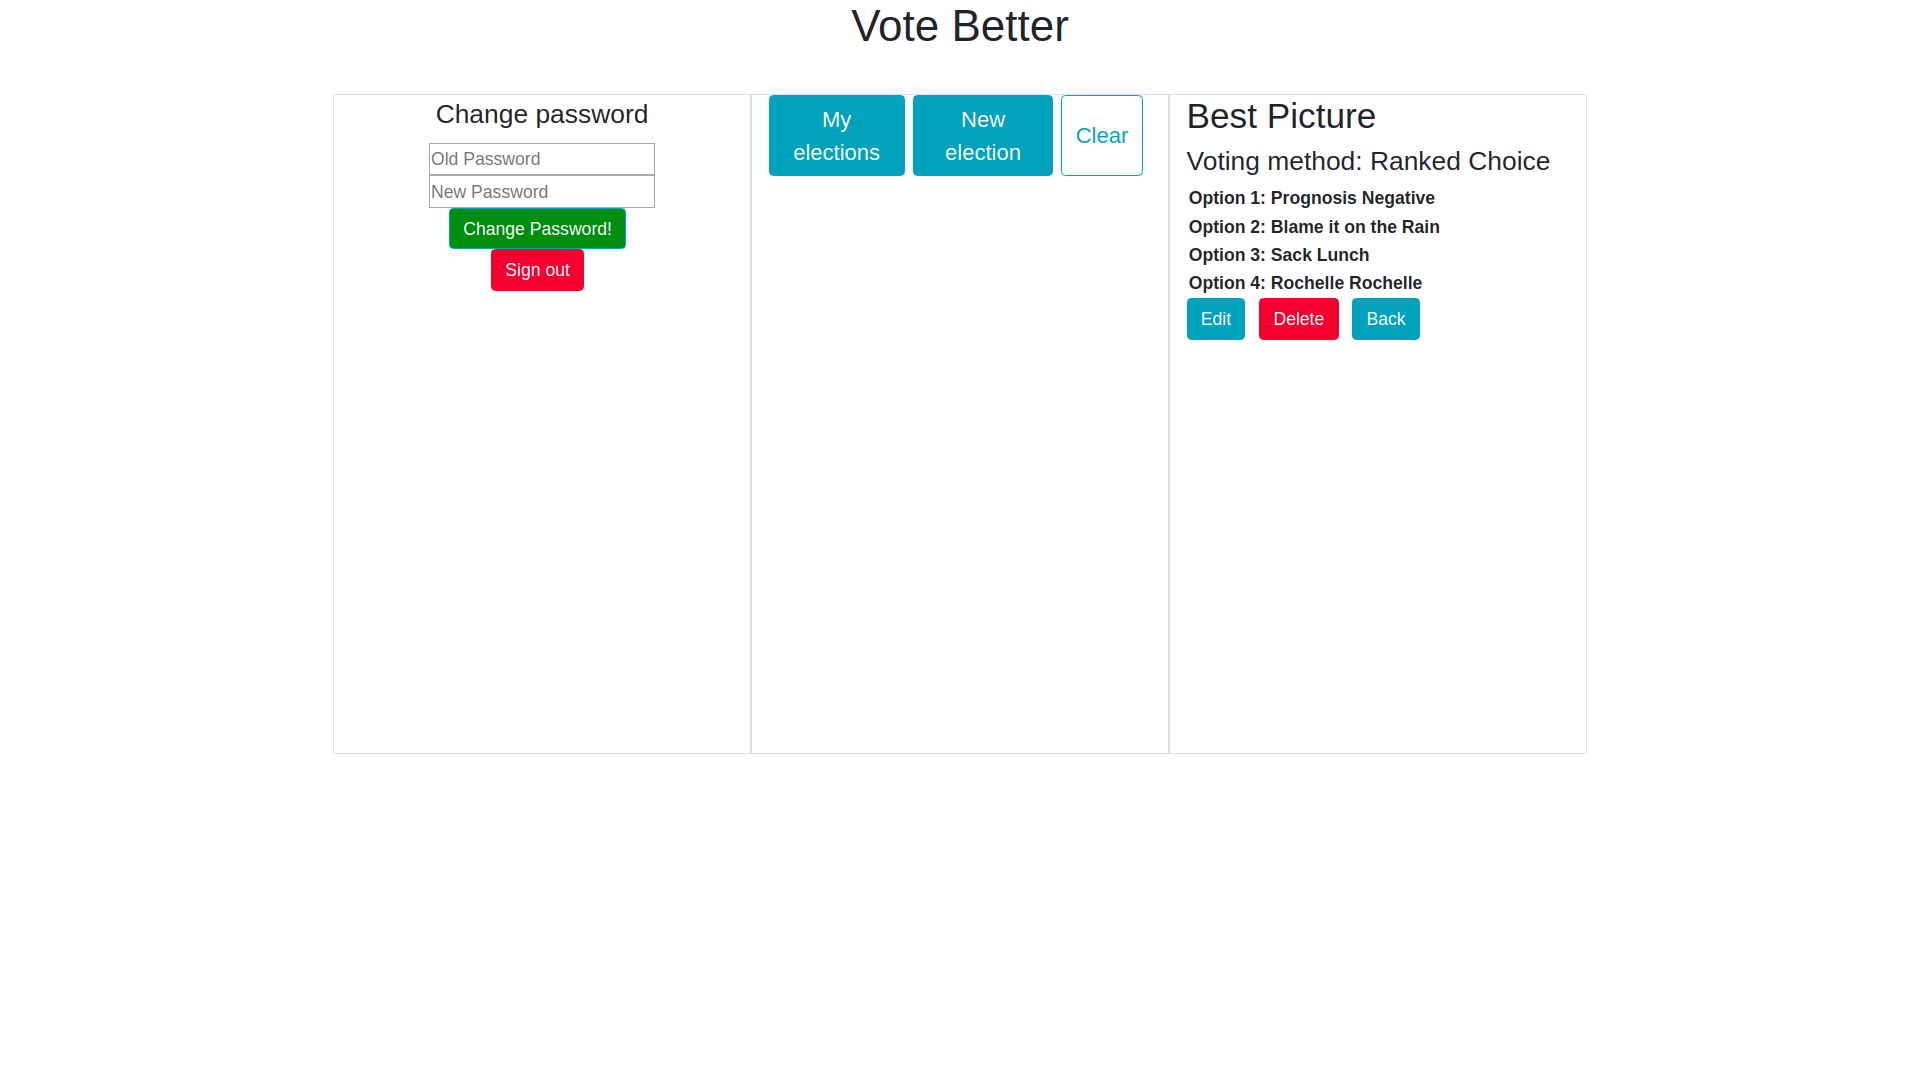 Vote Better
Change password
Old Password
New Password
Change Password!
Sign out
My
elections
New
election
Clear
Best Picture
Voting method: Ranked Choice
Option 1: Prognosis Negative
Option 2: Blame it on the Rain
Option 3: Sack Lunch
Option 4: Rochelle Rochelle
Edit
Delete
Back